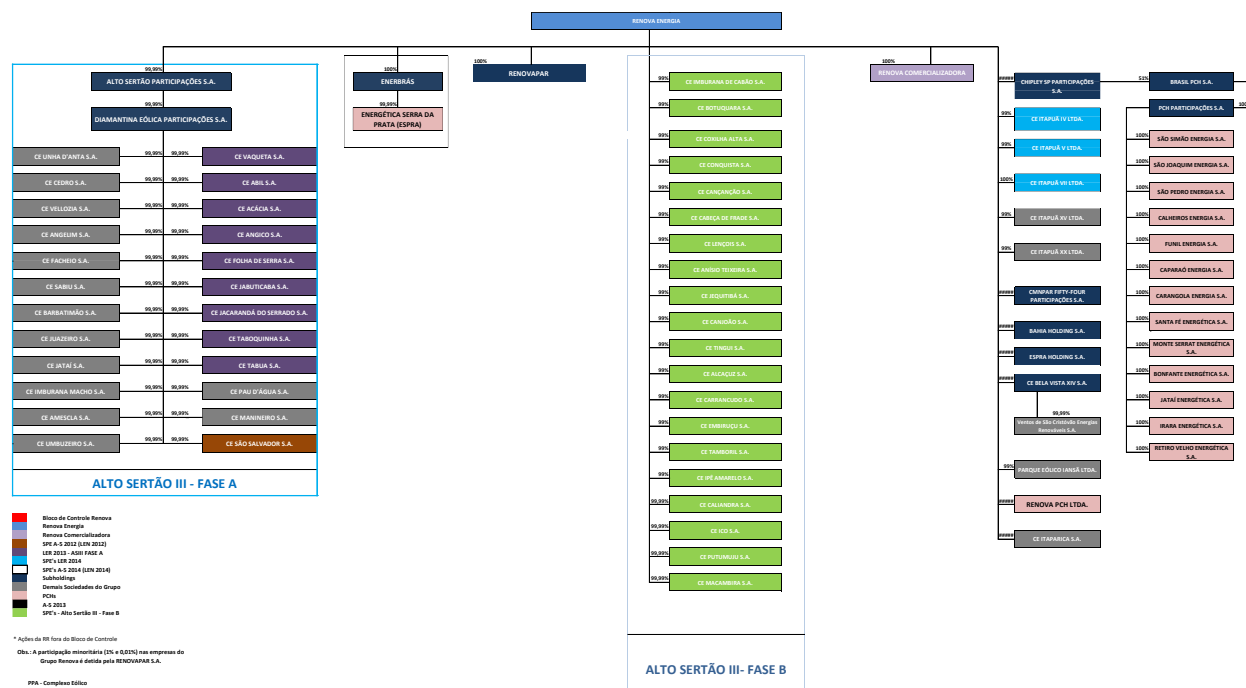 RENOVA ENERGIA
99,99%
ALTO SERTÃO PARTICIPAÇÕES S.A.
99,99%
DIAMANTINA EÓLICA PARTICIPAÇÕES S.A.
CE UNHA D'ANTA S.A. 99,99% 99,99% CE VAQUETA S.A.
CE CEDRO S.A. 99,99% 99,99% CE ABIL S.A.
CE VELLOZIA S.A. 99,99% 99,99% CE ACÁCIA S.A.
CE ANGELIM S.A. 99,99% 99,99% CE ANGICO S.A.
CE FACHEIO S.A. 99,99% 99,99% CE FOLHA DE SERRA S.A.
CE SABIU S.A. 99,99% 99,99% CE JABUTICABA S.A.
CE BARBATIMÃO S.A. 99,99% 99,99% CE JACARANDÁ DO SERRADO S.A.
CE JUAZEIRO S.A. 99,99% 99,99% CE TABOQUINHA S.A.
CE JATAÍ S.A. 99,99% 99,99% CE TABUA S.A.
CE IMBURANA MACHO S.A. 99,99% 99,99% CE PAU D'ÁGUA S.A.
CE AMESCLA S.A. 99,99% 99,99% CE MANINEIRO S.A.
CE UMBUZEIRO S.A. 99,99% 99,99% CE SÃO SALVADOR S.A.
ALTO SERTÃO III - FASE A
100%
ENERBRÁS
99,99%
ENERGÉTICA SERRA DA
PRATA (ESPRA)
100%
RENOVAPAR
99% CE IMBURANA DE CABÃO S.A.
99% CE BOTUQUARA S.A.
99% CE COXILHA ALTA S.A.
99% CE CONQUISTA S.A.
99% CE CANÇANÇÃO S.A.
99% CE CABEÇA DE FRADE S.A.
99% CE LENÇOIS S.A.
99% CE ANÍSIO TEIXEIRA S.A.
99% CE JEQUITIBÁ S.A.
99% CE CANJOÃO S.A.
99% CE TINGUI S.A.
99% CE ALCAÇUZ S.A.
99% CE CARRANCUDO S.A.
99% CE EMBIRUÇU S.A.
99% CE TAMBORIL S.A.
99% CE IPÊ AMARELO S.A.
99,99% CE CALIANDRA S.A.
99,99% CE ICO S.A.
99,99% CE PUTUMUJU S.A.
99,99% CE MACAMBIRA S.A.
ALTO SERTÃO III- FASE B
100%
RENOVA COMERCIALIZADORA
##### CHIPLEY SP PARTICIPAÇÕES
S.A.
99% CE ITAPUÃ IV LTDA.
99% CE ITAPUÃ V LTDA.
100% CE ITAPUÃ VII LTDA.
99% CE ITAPUÃ XV LTDA.
99% CE ITAPUÃ XX LTDA.
##### CMNPAR FIFTY-FOUR
PARTICIPAÇÕES S.A.
##### BAHIA HOLDING S.A.
##### ESPRA HOLDING S.A.
##### CE BELA VISTA XIV S.A.
99,99%
Ventos de São Cristóvão Energias
Renováveis S.A.
99% PARQUE EÓLICO IANSÃ LTDA.
##### RENOVA PCH LTDA.
##### CE ITAPARICA S.A.
51% BRASIL PCH S.A.
PCH PARTICIPAÇÕES S.A. 100
100% SÃO SIMÃO ENERGIA S.A.
100% SÃO JOAQUIM ENERGIA S.A.
100% SÃO PEDRO ENERGIA S.A.
100% CALHEIROS ENERGIA S.A.
100% FUNIL ENERGIA S.A.
100% CAPARAÓ ENERGIA S.A.
100% CARANGOLA ENERGIA S.A.
100% SANTA FÉ ENERGÉTICA S.A.
100% MONTE SERRAT ENERGÉTICA
S.A.
100% BONFANTE ENERGÉTICA S.A.
100% JATAÍ ENERGÉTICA S.A.
100% IRARA ENERGÉTICA S.A.
100% RETIRO VELHO ENERGÉTICA
S.A.
Bloco de Controle Renova
Renova Energia
Renova Comercializadora
SPE A-5 2012 (LEN 2012)
LER 2013 - ASIII FASE A
SPE's LER 2014
SPE's A-5 2014 (LEN 2014)
Subholdings
Demais Sociedades do Grupo
PCHs
A-5 2013
SPE's - Alto Sertão III - Fase B
* Ações da RR fora do Bloco de Controle
Obs.: A participação minoritária (1% e 0,01%) nas empresas do
Grupo Renova é detida pela RENOVAPAR S.A.
PPA - Complexo Eólico